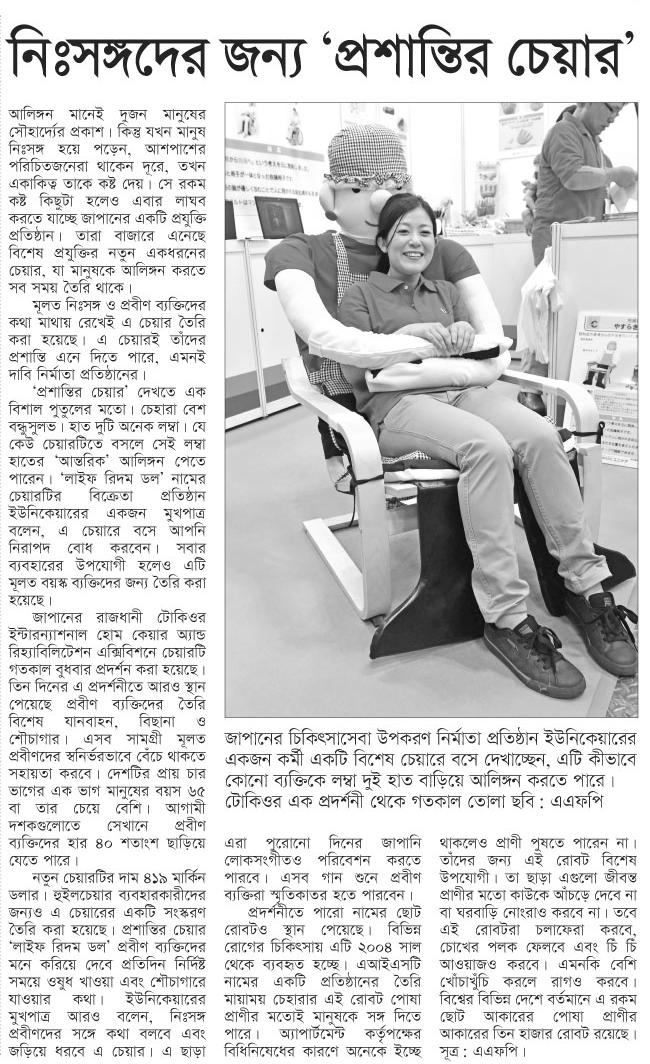 নিঃসঙ্গদের জন্য ‘প্রশান্তির চেয়ার’
আলিঙ্গন মানেই দুজন মানুষের
সৌহার্দ্যের প্রকাশ। কিন্তু যখন মানুষ
নিঃসঙ্গ হয়ে পড়েন, আশপাশের
পরিচিতজনেরা থাকেন দূরে, তখন
একাকিত্ব তাকে কষ্ট দেয়। সে রকম
কষ্ট কিছুটা হলেও এবার লাঘব
করতে যাচ্ছে জাপানের একটি প্রযুক্তি
প্রতিষ্ঠান। তারা বাজারে এনেছে
বিশেষ প্রযুক্তির নতুন একধরনের
চেয়ার, যা মানুষকে আলিঙ্গন করতে
সব সময় তৈরি থাকে।
মূলত নিঃসঙ্গ ও প্রবীণ ব্যক্তিদের
কথা মাথায় রেখেই এ চেয়ার তৈরি
করা হয়েছে। এ চেয়ারই তাঁদের
প্রশান্তি এনে দিতে পারে, এমনই
দাবি নির্মাতা প্রতিষ্ঠানের।
‘প্রশান্তির চেয়ার’ দেখতে এক
বিশাল পুতুলের মতো। চেহারা বেশ
বন্ধুসুলভ। হাত দুটি অনেক লম্বা। যে
কেউ চেয়ারটিতে বসলে সেই লম্বা
হাতের ‘আন্তরিক’ আলিঙ্গন পেতে
পারেন। ‘লাইফ রিদম ডল’ নামের
চেয়ারটির বিক্রেতা প্রতিষ্ঠান
ইউনিকেয়ারের একজন মুখপাত্র
বলেন, এ চেয়ারে বসে আপনি
নিরাপদ বোধ করবেন। সবার
ব্যবহারের উপযোগী হলেও এটি
মূলত বয়স্ক ব্যক্তিদের জন্য তৈরি করা
হয়েছে।
জাপানের রাজধানী টোকিওর
ইন্টারন্যাশনাল হোম কেয়ার অ্যান্ড
রিহ্যাবিলিটেশন এক্সিবিশনে চেয়ারটি
গতকাল বুধবার প্রদর্শন করা হয়েছে।
তিন দিনের এ প্রদর্শনীতে আরও স্থান
পেয়েছে প্রবীণ ব্যক্তিদের তৈরি
বিশেষ যানবাহন, বিছানা ও
শৌচাগার। এসব সামগ্রী মূলত
প্রবীণদের স্বনির্ভরভাবে বেঁচে থাকতে
সহায়তা করবে। দেশটির প্রায় চার
ভাগের এক ভাগ মানুষের বয়স ৬৫
বা তার চেয়ে বেশি। আগামী
দশকগুলোতে সেখানে প্রবীণ
ব্যক্তিদের হার ৪০ শতাংশ ছাড়িয়ে
যেতে পারে।
নতুন চেয়ারটির দাম ৪১৯ মার্কিন
ডলার। হুইলচেয়ার ব্যবহারকারীদের
জন্যও এ চেয়ারের একটি সংস্করণ
তৈরি করা হয়েছে। প্রশান্তির চেয়ার
‘লাইফ রিদম ডল’ প্রবীণ ব্যক্তিদের
মনে করিয়ে দেবে প্রতিদিন নির্দিষ্ট
সময়ে ওষুধ খাওয়া এবং শৌচাগারে
যাওয়ার কথা। ইউনিকেয়ারের
মুখপাত্র আরও বলেন, নিঃসঙ্গ
প্রবীণদের সঙ্গে কথা বলবে এবং
জড়িয়ে ধরবে এ চেয়ার। এ ছাড়া
জাপানের চিকিৎসাসেবা উপকরণ নির্মাতা প্রতিষ্ঠান ইউনিকেয়ারের
একজন কর্মী একটি বিশেষ চেয়ারে বসে দেখাচ্ছেন, এটি কীভাবে
কোনো ব্যক্তিকে লম্বা দুই হাত বাড়িয়ে আলিঙ্গন করতে পারে।
টোকিওর এক প্রদর্শনী থেকে গতকাল তোলা ছবি : এএফপি
এরা পুরোনো দিনের জাপানি
লোকসংগীতও পরিবেশন করতে
পারবে। এসব গান শুনে প্রবীণ
ব্যক্তিরা স্মৃতিকাতর হতে পারবেন।
প্রদর্শনীতে পারো নামের ছোট
রোবটও স্থান পেয়েছে। বিভিন্ন
রোগের চিকিৎসায় এটি ২০০৪ সাল
থেকে ব্যবহৃত হচ্ছে। এআইএসটি
নামের একটি প্রতিষ্ঠানের তৈরি
মায়াময় চেহারার এই রোবট পোষা
প্রাণীর মতোই মানুষকে সঙ্গ দিতে
পারে। অ্যাপার্টমেন্ট কর্তৃপক্ষের
বিধিনিষেধের কারণে অনেকে ইচ্ছে
থাকলেও প্রাণী পুষতে পারেন না।
তাঁদের জন্য এই রোবট বিশেষ
উপযোগী। তা ছাড়া এগুলো জীবন্ত
প্রাণীর মতো কাউকে আঁচড়ে দেবে না
বা ঘরবাড়ি নোংরাও করবে না। তবে
এই রোবটরা চলাফেরা করবে,
চোখের পলক ফেলবে এবং চিঁ চিঁ
আওয়াজও করবে। এমনকি বেশি
খোঁচাখুঁচি করলে রাগও করবে।
বিশ্বের বিভিন্ন দেশে বর্তমানে এ রকম
ছোট আকারের পোষা প্রাণীর
আকারের তিন হাজার রোবট রয়েছে।
সূত্র : এএফপি।